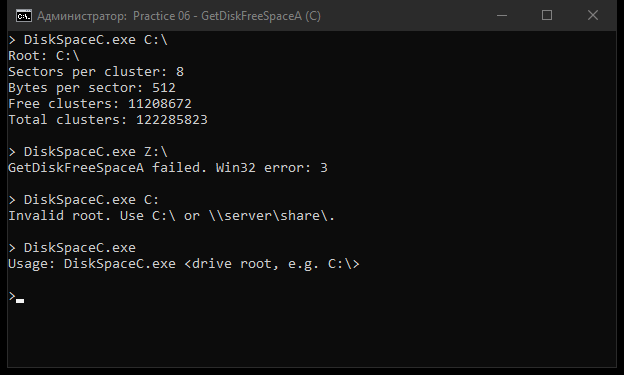 Администратор: Practice 06 - GetDiskFreeSpaceA (C)
> DiskSpaceC.exe C:\
Root: C:\
Sectors per cluster: 8
Bytes per sector: 512
Free clusters: 11208672
Total clusters: 122285823
> DiskSpaceC.exe Z:\
GetDiskFreeSpaceA failed. Win32 error: 3
> DiskSpaceC.exe C:
Invalid root. Use C:\ or \\server\share\.
> DiskSpaceC.exe
Usage: DiskSpaceC.exe <drive root, e.g. C:\>
>